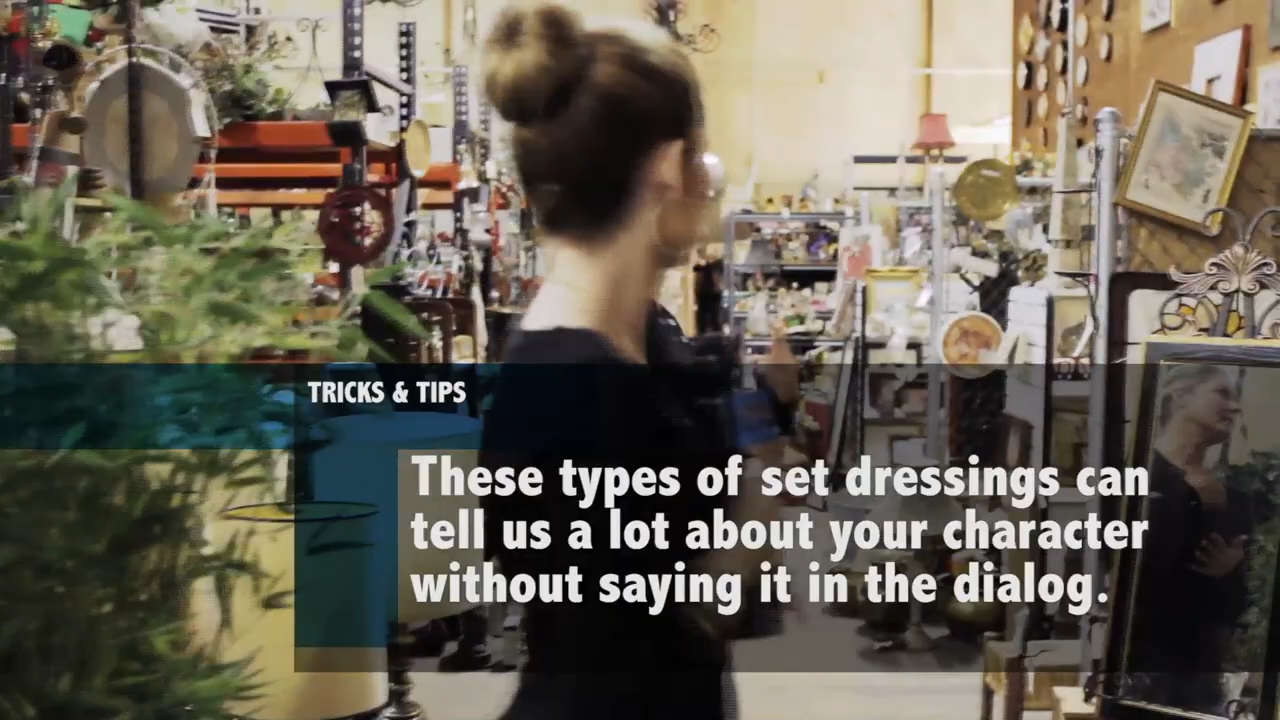 TRICKS & TIPS
These types of set dressings can
tell us a lot about your character
without saying it in the dialog.